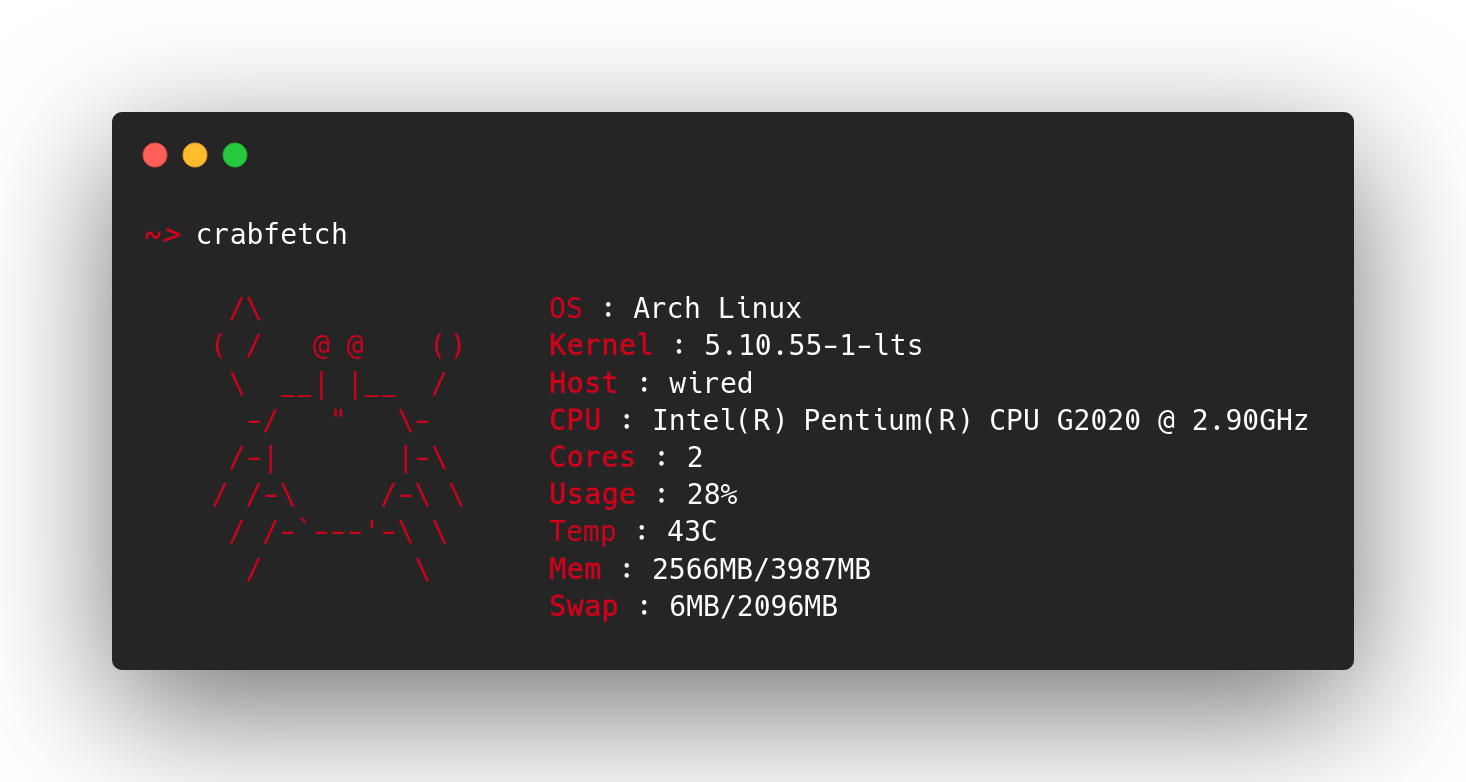 ~> crabfetch
    /\                 OS : Arch Linux
   ( /   @ @    ()     Kernel : 5.10.55-1-lts
    \  __| |__  /      Host : wired
     -/   "   \-       CPU : Intel(R) Pentium(R) CPU G2020 @ 2.90GHz
    /-|       |-\      Cores : 2
   / /-\     /-\ \     Usage : 28%
    / /-`---'-\ \      Temp : 43C
     /         \       Mem : 2566MB/3987MB
                       Swap : 6MB/2096MB